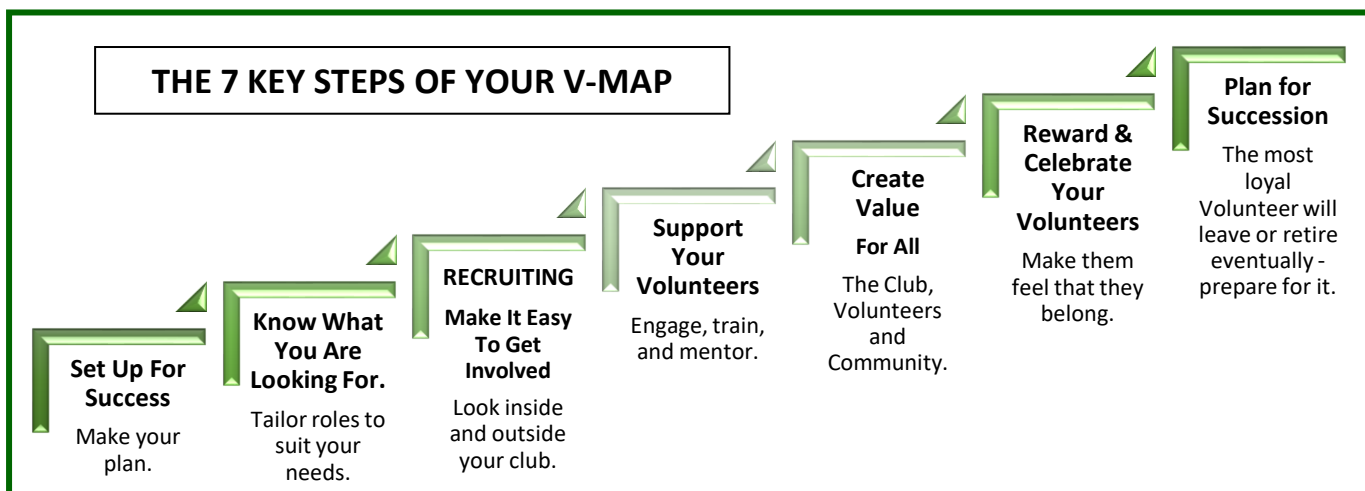 THE 7 KEY STEPS OF YOUR V-MAP
Set Up For
Success
Make your
plan.
Know What
You Are
Looking For.
Tailor roles to
suit your
needs.
RECRUITING
Make It Easy
To Get
Involved
Look inside
and outside
your club.
Support
Your
Volunteers
Engage, train,
and mentor.
Create
Value
For All
The Club,
Volunteers
and
Community.
Reward &
Celebrate
Your
Volunteers
Make them
feel that they
belong.
Plan for
Succession
The most
loyal
Volunteer will
leave or retire
eventually -
prepare for it.